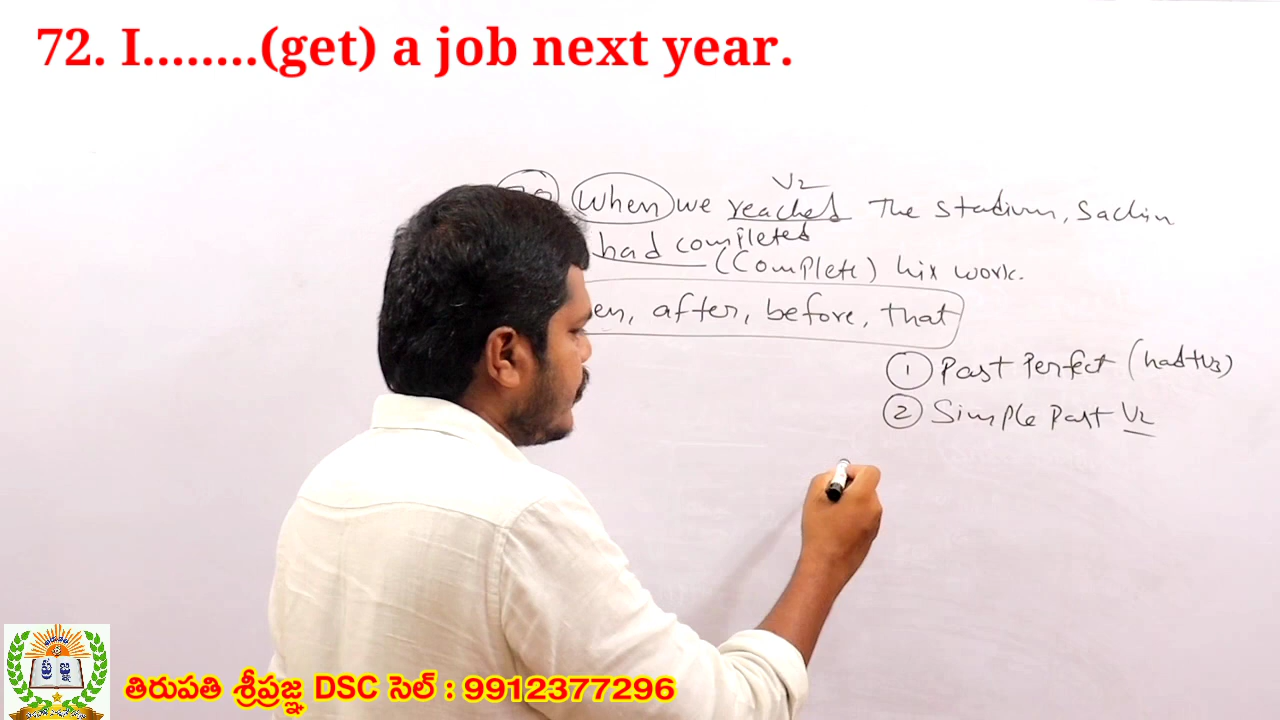 72. I........(get) a job next year.
When we reached The stadium, Sachin
V2
had completed
(Complete) his work.
en, after, before, that
1 Past Perfect (had+V3)
2 Simple Past V2
తిరుపతి శ్రీప్రజ్ఞ DSC సెల్ : 9912377296